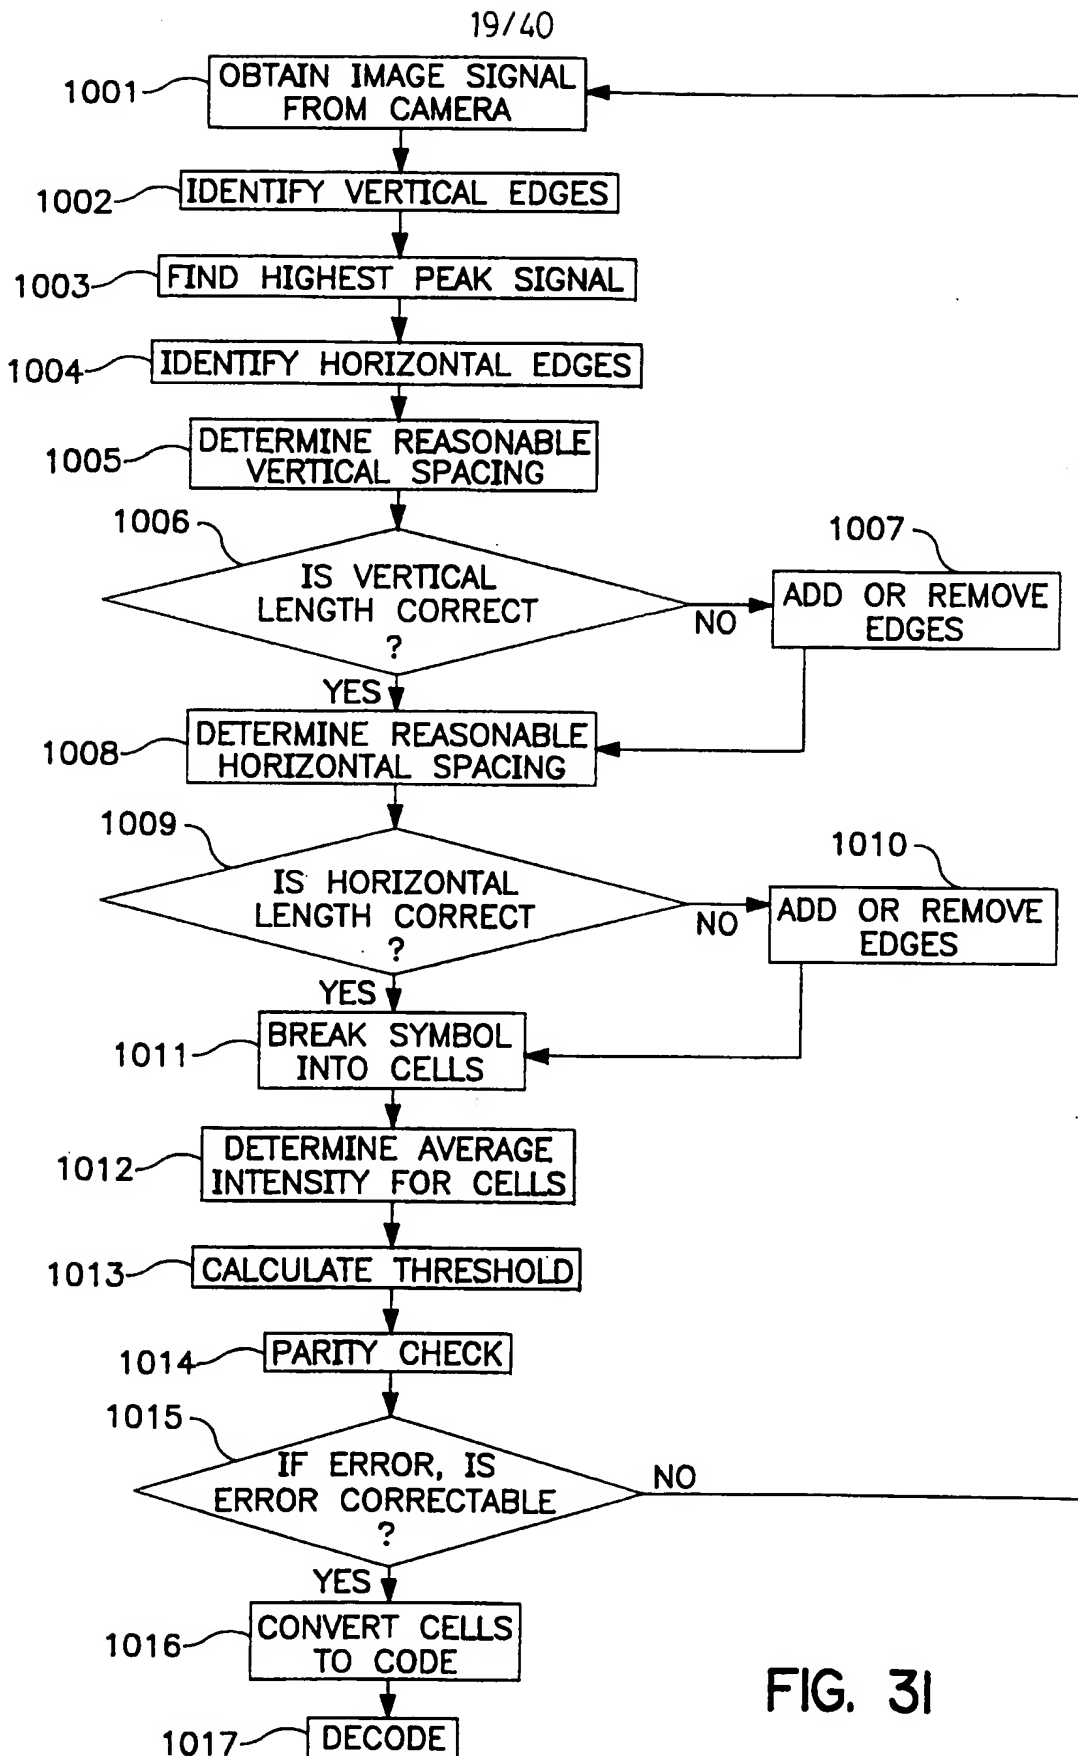 19/40
1001
OBTAIN IMAGE SIGNAL
FROM CAMERA
1002
IDENTIFY VERTICAL EDGES
1003
FIND HIGHEST PEAK SIGNAL
1004
IDENTIFY HORIZONTAL EDGES
1005
DETERMINE REASONABLE
VERTICAL SPACING
1006
IS VERTICAL
LENGTH CORRECT
?
NO
1007
ADD OR REMOVE
EDGES
YES
1008
DETERMINE REASONABLE
HORIZONTAL SPACING
1009
IS HORIZONTAL
LENGTH CORRECT
?
NO
1010
ADD OR REMOVE
EDGES
YES
1011
BREAK SYMBOL
INTO CELLS
1012
DETERMINE AVERAGE
INTENSITY FOR CELLS
1013
CALCULATE THRESHOLD
1014
PARITY CHECK
1015
IF ERROR, IS
ERROR CORRECTABLE
?
NO
YES
1016
CONVERT CELLS
TO CODE
1017
DECODE
FIG. 31